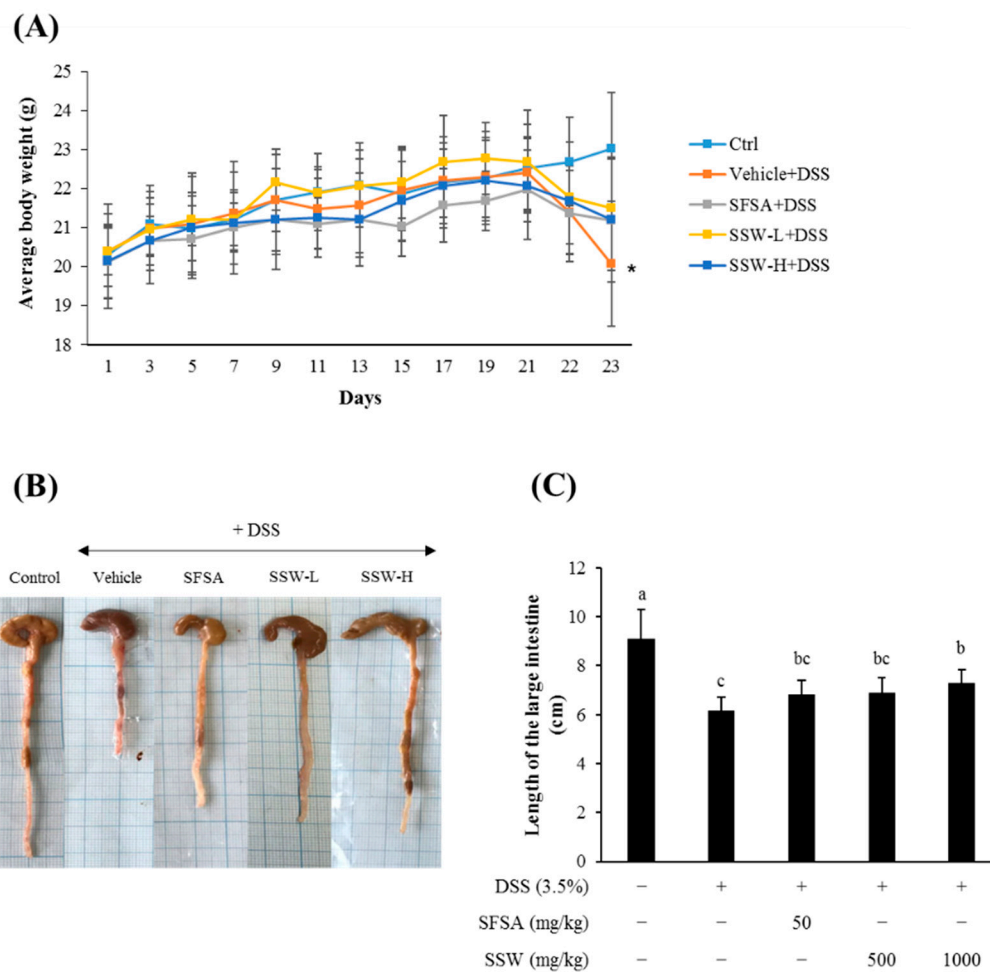 (A)
Average body weight (g)
25
24
23
22
21
20
19
18
*
1 3 5 7 9 11 13 15 17 19 21 22 23
Days
Ctrl
Vehicle+DSS
SFSA+DSS
SSW-L+DSS
SSW-H+DSS
(B)
+ DSS
Control Vehicle SFSA SSW-L SSW-H
(C)
Length of the large intestine
(cm)
12
10
8
6
4
2
0
a c bc bc b
DSS (3.5%) − + + + +
SFSA (mg/kg) − − 50 − −
SSW (mg/kg) − − − 500 1000